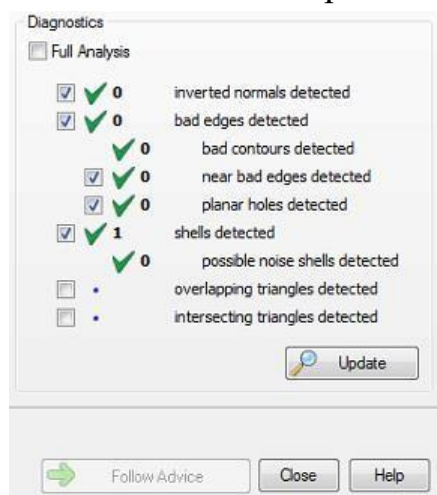 Diagnostics
Full Analysis
0 inverted normals detected
0 bad edges detected
0 bad contours detected
0 near bad edges detected
0 planar holes detected
1 shells detected
0 possible noise shells detected
overlapping triangles detected
intersecting triangles detected
Update
Follow Advice Close Help